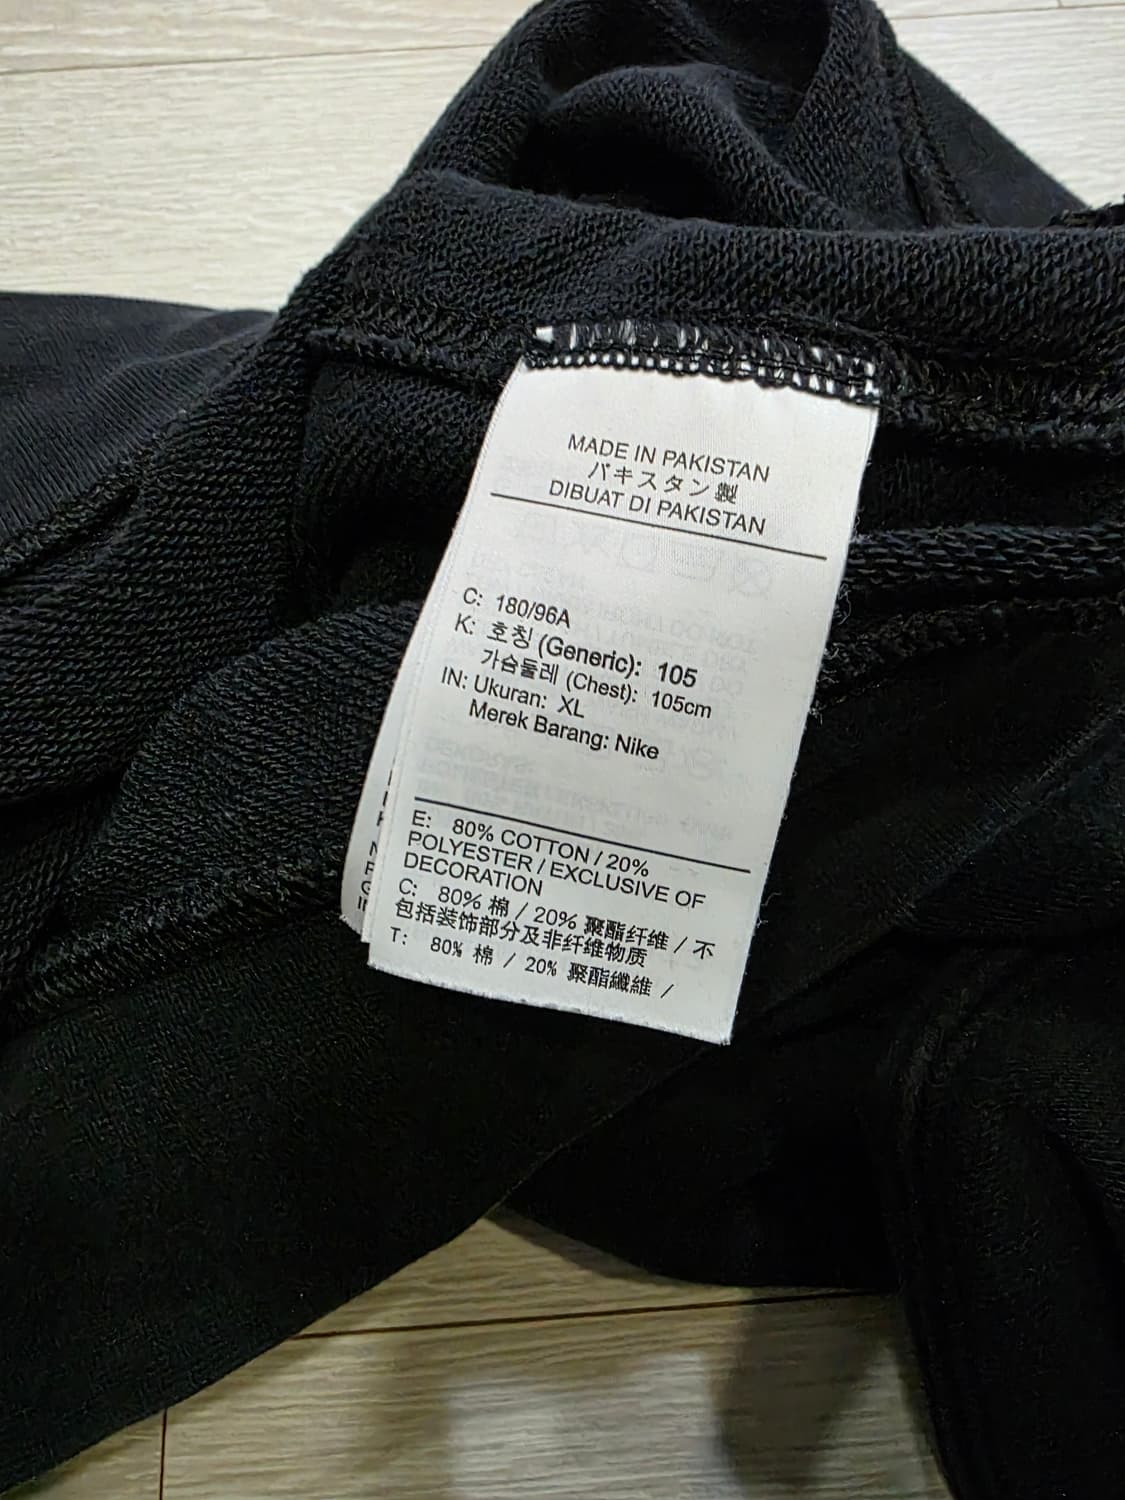 MADE IN PAKISTAN
パキスタン製
DIBUAT DI PAKISTAN
C: 180/96A
K: 호칭 (Generic): 105
가슴둘레 (Chest): 105cm
IN: Ukuran: XL
Merek Barang: Nike
E: 80% COTTON / 20%
POLYESTER / EXCLUSIVE OF
DECORATION
C: 80% 棉 / 20% 聚酯纤维 / 不
包括装饰部分及非纤维物质
T: 80% 棉 / 20% 聚酯纖維 /